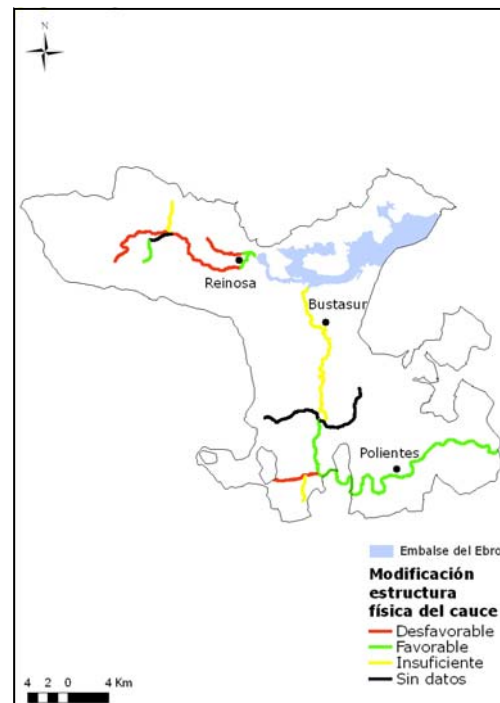 N
Reinosa
Bustasur
Polientes
Embalse del Ebro
Modificación
estructura
física del cauce
Desfavorable
Favorable
Insuficiente
Sin datos
4 2 0 4 Km